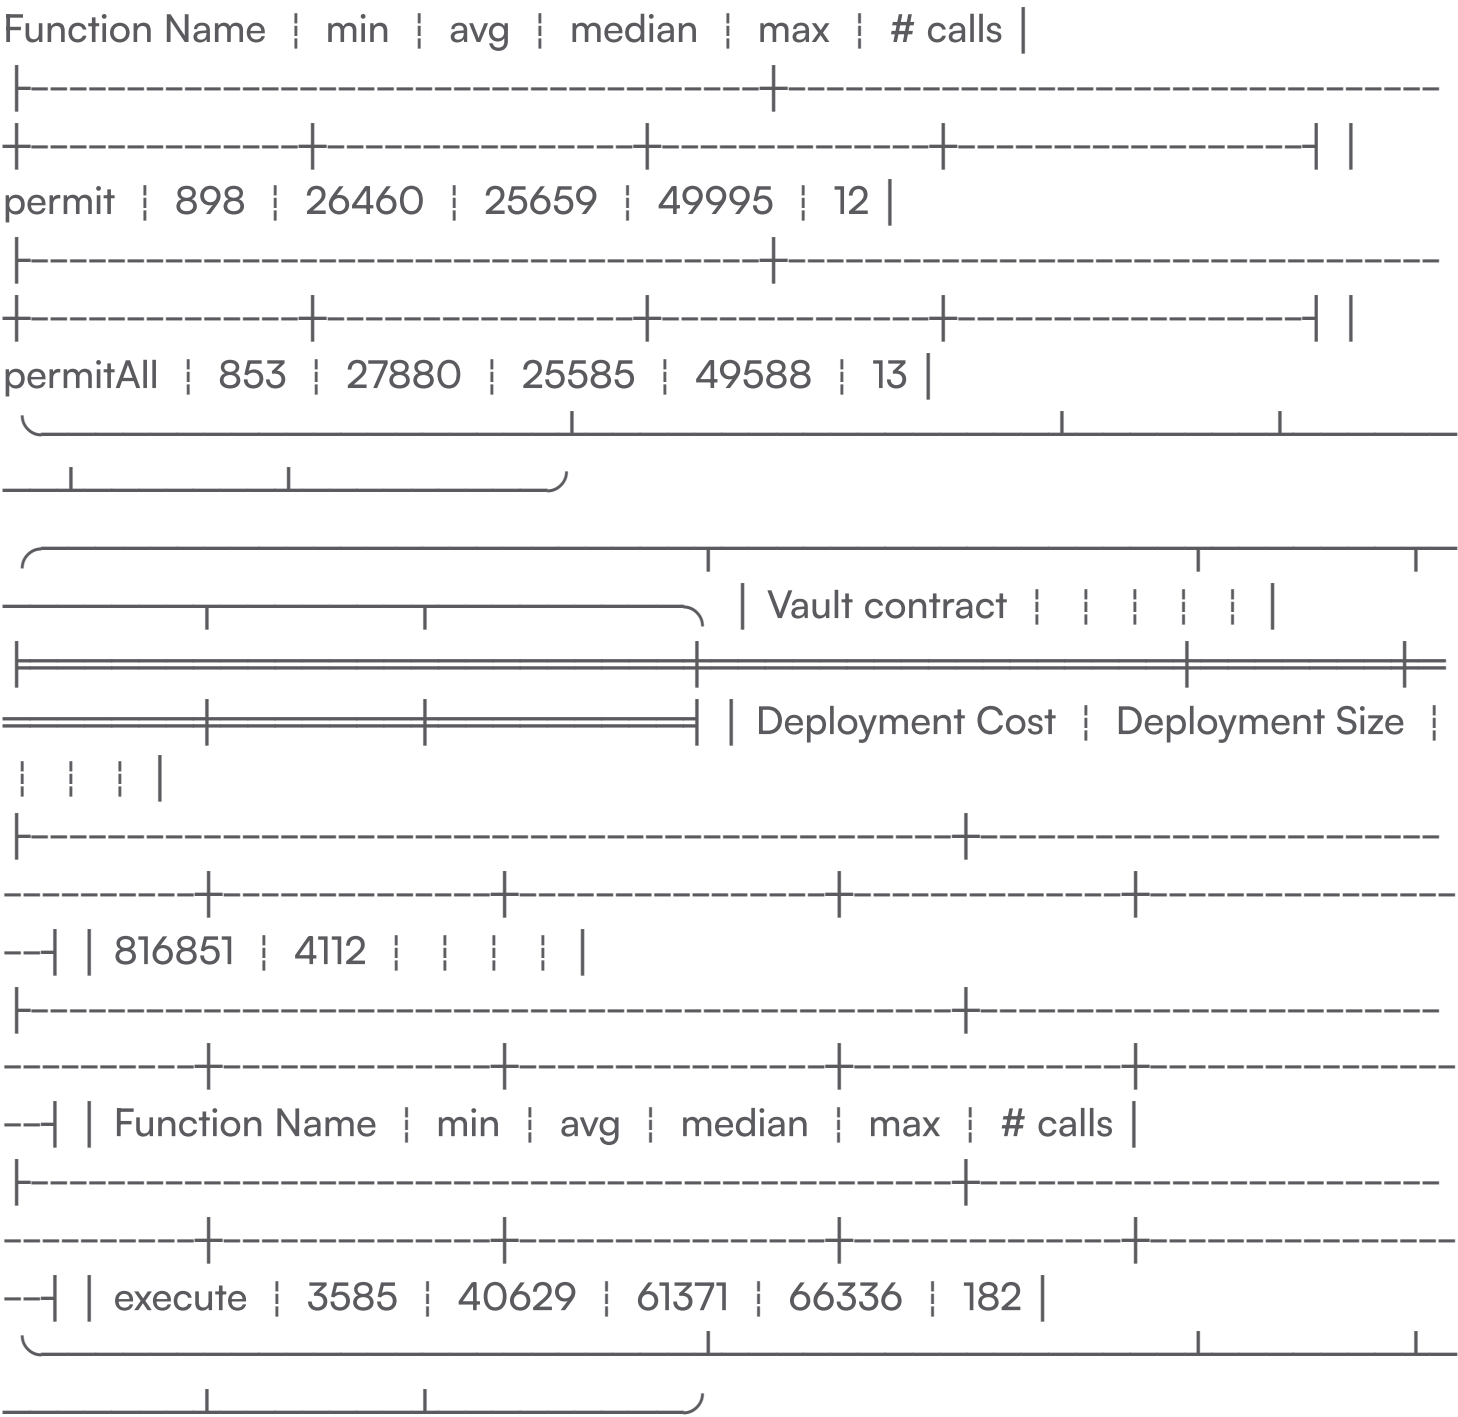 Function Name ┆ min ┆ avg ┆ median ┆ max ┆ # calls │
├╌╌╌╌╌╌╌╌╌╌╌╌╌╌╌╌╌╌╌╌╌╌╌╌┼╌╌╌╌╌╌╌╌╌╌╌╌╌╌╌╌╌╌╌╌╌
┼╌╌╌╌╌╌╌╌┼╌╌╌╌╌╌╌╌╌┼╌╌╌╌╌╌╌╌┼╌╌╌╌╌╌╌╌╌╌╌┤ │
permit ┆ 898 ┆ 26460 ┆ 25659 ┆ 49995 ┆ 12 │
├╌╌╌╌╌╌╌╌╌╌╌╌╌╌╌╌╌╌╌╌╌╌╌╌┼╌╌╌╌╌╌╌╌╌╌╌╌╌╌╌╌╌╌╌╌╌
┼╌╌╌╌╌╌╌╌┼╌╌╌╌╌╌╌╌╌┼╌╌╌╌╌╌╌╌┼╌╌╌╌╌╌╌╌╌╌╌┤ │
permitAll ┆ 853 ┆ 27880 ┆ 25585 ┆ 49588 ┆ 13 │
╰──────────────┴────────────┴─────┴────
─┴─────┴───────╯
╭─────────────────┬────────────┬─────┬
─────┬─────┬───────╮ │ Vault contract ┆ ┆ ┆ ┆ ┆ │
╞═════════════════╪════════════╪═════╪
═════╪═════╪═══════╡ │ Deployment Cost ┆ Deployment Size ┆
┆ ┆ ┆ │
├╌╌╌╌╌╌╌╌╌╌╌╌╌╌╌╌╌╌╌╌╌╌╌╌╌╌╌╌╌╌┼╌╌╌╌╌╌╌╌╌╌╌╌╌╌╌
╌╌╌╌╌╌┼╌╌╌╌╌╌╌╌┼╌╌╌╌╌╌╌╌╌┼╌╌╌╌╌╌╌╌┼╌╌╌╌╌╌╌╌╌
╌╌┤ │ 816851 ┆ 4112 ┆ ┆ ┆ ┆ │
├╌╌╌╌╌╌╌╌╌╌╌╌╌╌╌╌╌╌╌╌╌╌╌╌╌╌╌╌╌╌┼╌╌╌╌╌╌╌╌╌╌╌╌╌╌╌
╌╌╌╌╌╌┼╌╌╌╌╌╌╌╌┼╌╌╌╌╌╌╌╌╌┼╌╌╌╌╌╌╌╌┼╌╌╌╌╌╌╌╌╌
╌╌┤ │ Function Name ┆ min ┆ avg ┆ median ┆ max ┆ # calls │
├╌╌╌╌╌╌╌╌╌╌╌╌╌╌╌╌╌╌╌╌╌╌╌╌╌╌╌╌╌╌┼╌╌╌╌╌╌╌╌╌╌╌╌╌╌╌
╌╌╌╌╌╌┼╌╌╌╌╌╌╌╌┼╌╌╌╌╌╌╌╌╌┼╌╌╌╌╌╌╌╌┼╌╌╌╌╌╌╌╌╌
╌╌┤ │ execute ┆ 3585 ┆ 40629 ┆ 61371 ┆ 66336 ┆ 182 │
╰─────────────────┴────────────┴─────┴
─────┴─────┴───────╯